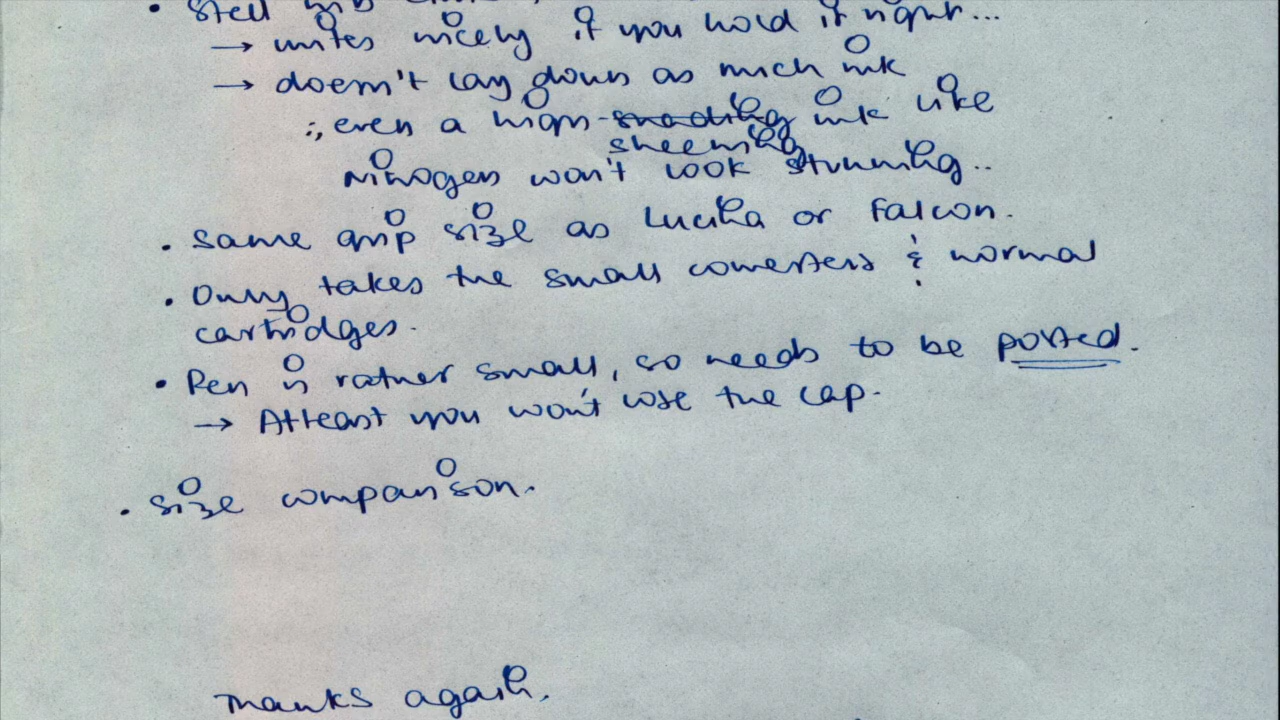 • Steel nib
→ writes nicely if you hold it right...
→ doesn't lay down as much ink
∴, even a high-shading ink like
sheening
Nitrogen won't look stunning..
• Same grip size as Lucina or Falcon.
• Only takes the small converters & normal
cartridges.
• Pen is rather small, so needs to be posted.
→ Atleast you won't lose the cap.
• Size comparison.
Thanks again.